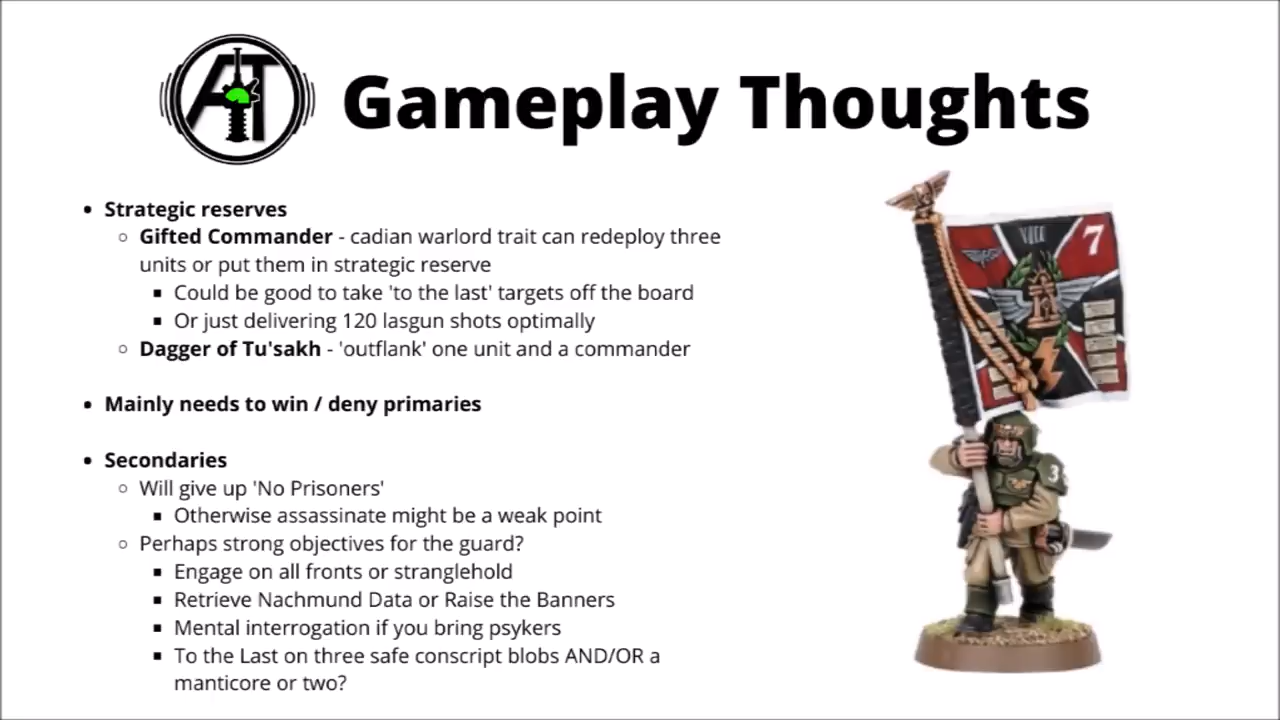 AT
Gameplay Thoughts
• Strategic reserves
○ Gifted Commander - cadian warlord trait can redeploy three
units or put them in strategic reserve
▪ Could be good to take 'to the last' targets off the board
▪ Or just delivering 120 lasgun shots optimally
○ Dagger of Tu'sakh - 'outflank' one unit and a commander
• Mainly needs to win / deny primaries
• Secondaries
○ Will give up 'No Prisoners'
▪ Otherwise assassinate might be a weak point
○ Perhaps strong objectives for the guard?
▪ Engage on all fronts or stranglehold
▪ Retrieve Nachmund Data or Raise the Banners
▪ Mental interrogation if you bring psykers
▪ To the Last on three safe conscript blobs AND/OR a
manticore or two?
VIII
7
3